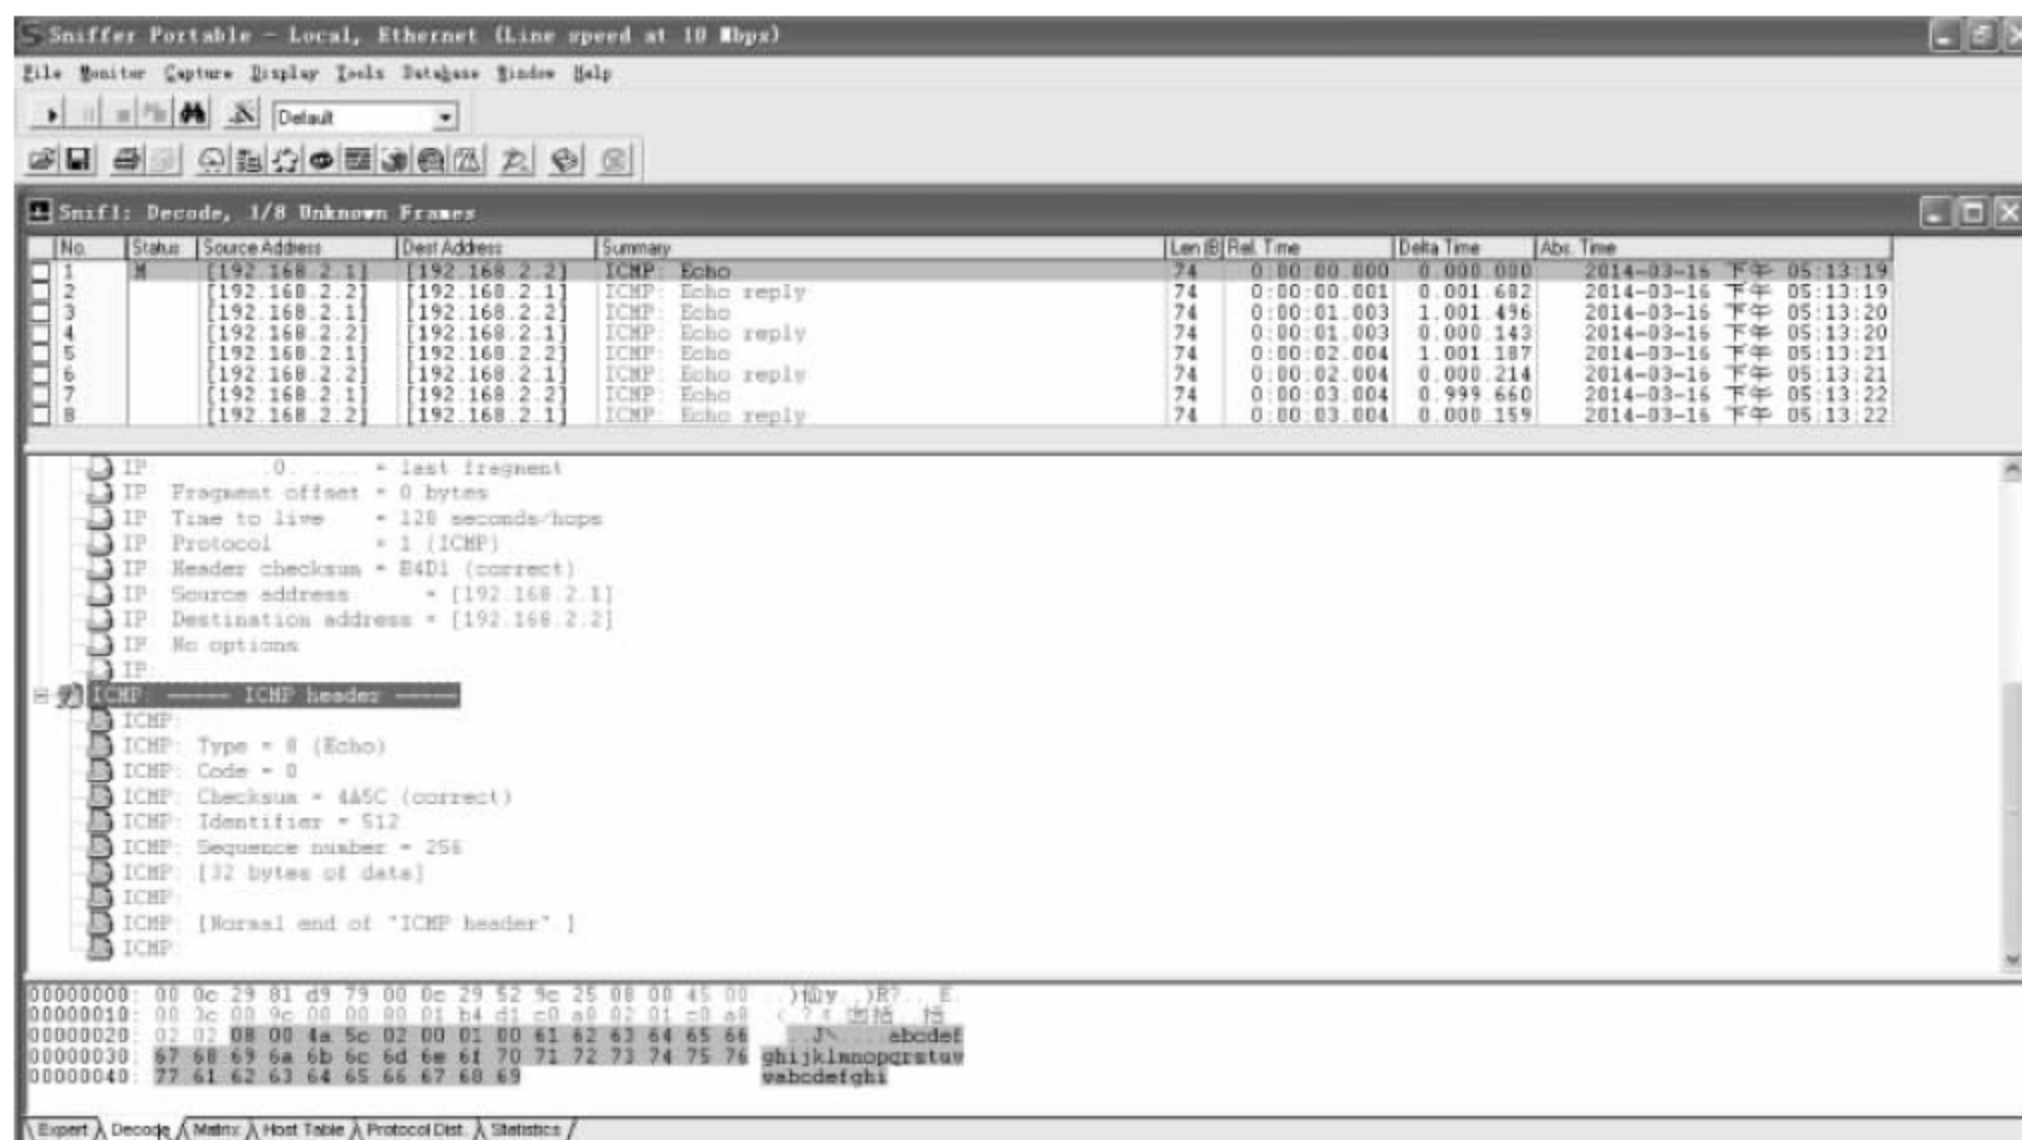 Sniffer Portable - Local, Ethernet (Line speed at 10 Mbps)
File Monitor Capture Display Tools Database Window Help
Default
Snif1: Decode, 1/8 Unknown Frames
No. Status Source Address Dest Address Summary Len (B Rel. Time Delta Time Abs. Time
1 M [192.168.2.1] [192.168.2.2] ICMP: Echo 74 0:00:00.000 0.000.000 2014-03-16 下午 05:13:19
2 [192.168.2.2] [192.168.2.1] ICMP: Echo reply 74 0:00:00.001 0.001.682 2014-03-16 下午 05:13:19
3 [192.168.2.1] [192.168.2.2] ICMP: Echo 74 0:00:01.003 1.001.496 2014-03-16 下午 05:13:20
4 [192.168.2.2] [192.168.2.1] ICMP: Echo reply 74 0:00:01.003 0.000.143 2014-03-16 下午 05:13:20
5 [192.168.2.1] [192.168.2.2] ICMP: Echo 74 0:00:02.004 1.001.187 2014-03-16 下午 05:13:21
6 [192.168.2.2] [192.168.2.1] ICMP: Echo reply 74 0:00:02.004 0.000.214 2014-03-16 下午 05:13:21
7 [192.168.2.1] [192.168.2.2] ICMP: Echo 74 0:00:03.004 0.999.660 2014-03-16 下午 05:13:22
8 [192.168.2.2] [192.168.2.1] ICMP: Echo reply 74 0:00:03.004 0.000.159 2014-03-16 下午 05:13:22
IP: ..0. .... = last fragment
IP: Fragment offset = 0 bytes
IP: Time to live = 128 seconds/hops
IP: Protocol = 1 (ICMP)
IP: Header checksum = B4D1 (correct)
IP: Source address = [192.168.2.1]
IP: Destination address = [192.168.2.2]
IP: No options
IP:
ICMP: ----- ICMP header -----
ICMP:
ICMP: Type = 8 (Echo)
ICMP: Code = 0
ICMP: Checksum = 4A5C (correct)
ICMP: Identifier = 512
ICMP: Sequence number = 256
ICMP: [32 bytes of data]
ICMP:
ICMP: [Normal end of "ICMP header".]
ICMP:
00000000: 00 0c 29 81 d9 79 00 0c 29 52 9c 25 08 00 45 00
00000010: 00 3c 00 9c 00 00 80 01 b4 d1 c0 a8 02 01 c0 a8
00000020: 02 02 08 00 4a 5c 02 00 01 00 61 62 63 64 65 66 ..J\....abcdef
00000030: 67 68 69 6a 6b 6c 6d 6e 6f 70 71 72 73 74 75 76 ghijklmnopqrstuv
00000040: 77 61 62 63 64 65 66 67 68 69 wabcdefghi
Expert Decode Matrix Host Table Protocol Dist. Statistics